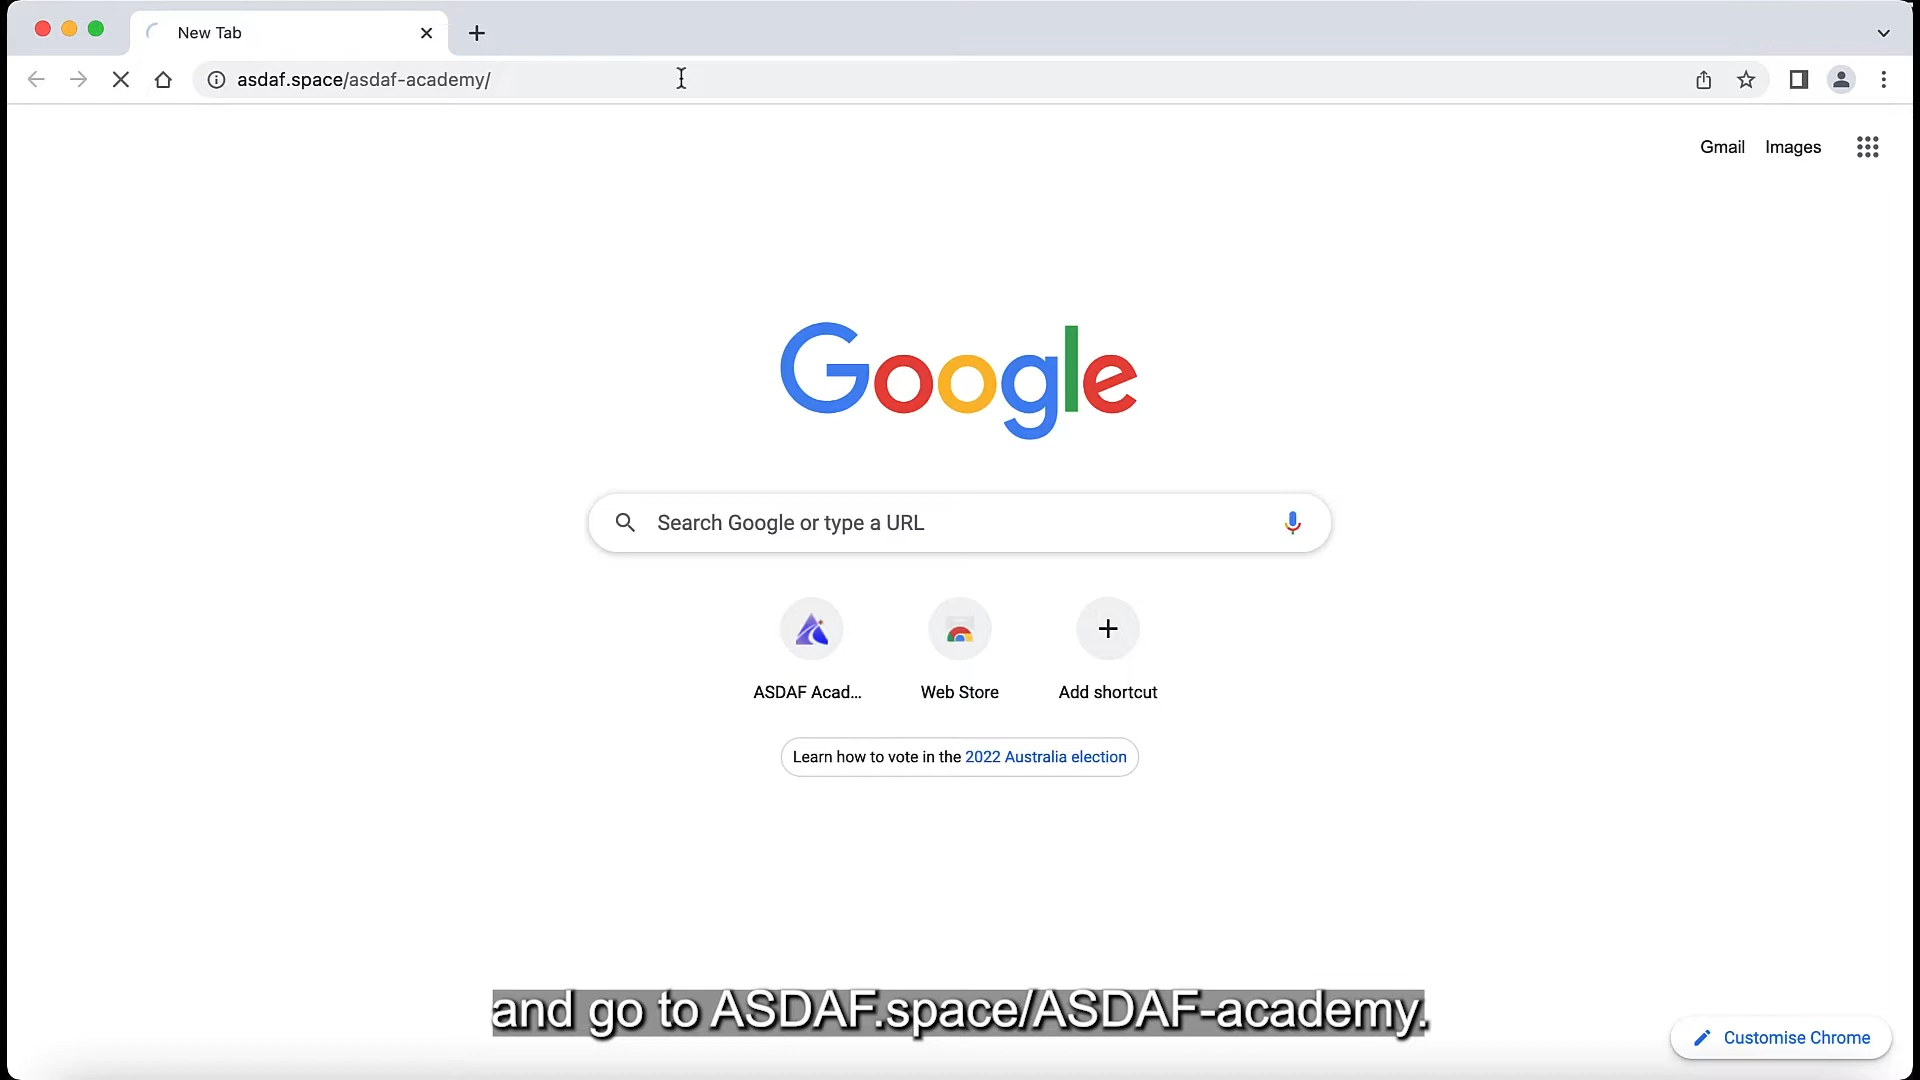 New Tab
asdaf.space/asdaf-academy/
Gmail Images
Google
Search Google or type a URL
ASDAF Acad... Web Store Add shortcut
Learn how to vote in the 2022 Australia election
and go to ASDAF.space/ASDAF-academy.
Customise Chrome